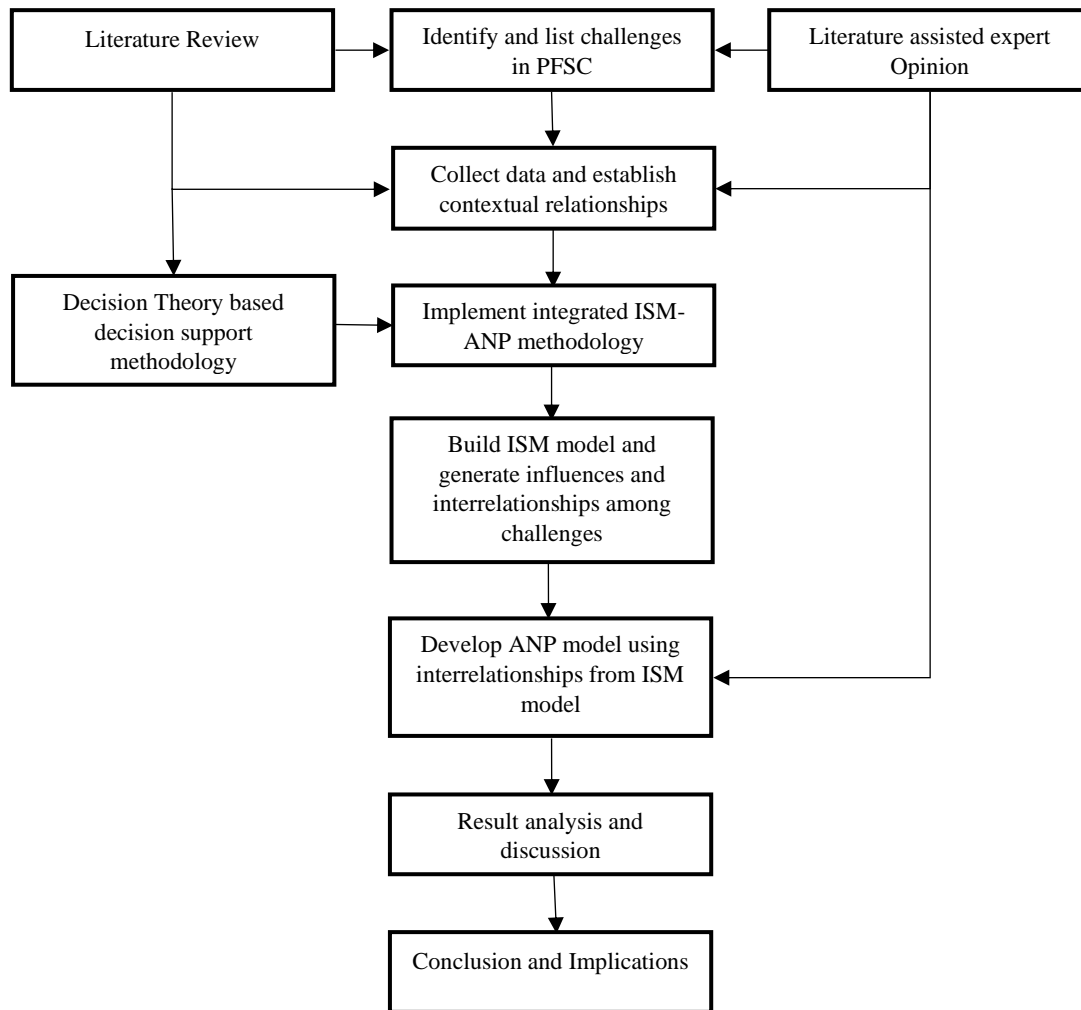 Literature Review
Identify and list challenges
in PFSC
Literature assisted expert
Opinion
Collect data and establish
contextual relationships
Decision Theory based
decision support
methodology
Implement integrated ISM-
ANP methodology
Build ISM model and
generate influences and
interrelationships among
challenges
Develop ANP model using
interrelationships from ISM
model
Result analysis and
discussion
Conclusion and Implications